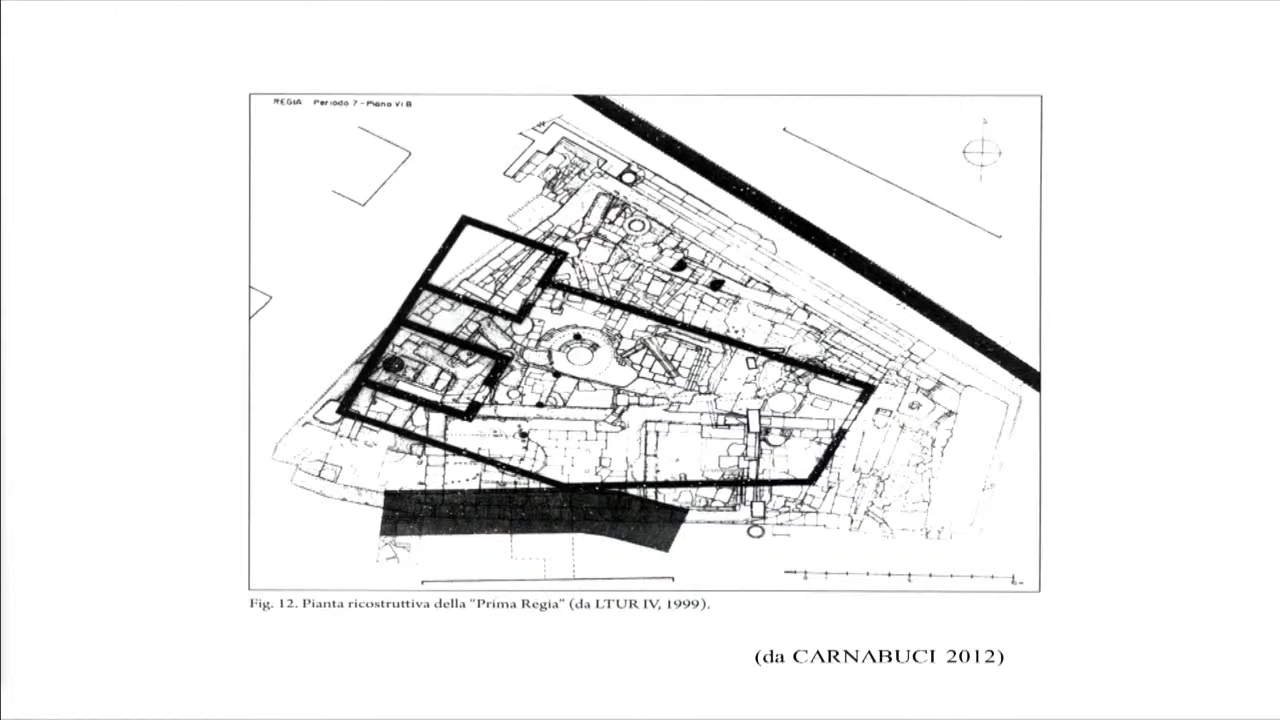 REGIA Periodo 7 - Piano VI B
Fig. 12. Pianta ricostruttiva della "Prima Regia" (da LTUR IV, 1999).
(da CARNABUCI 2012)